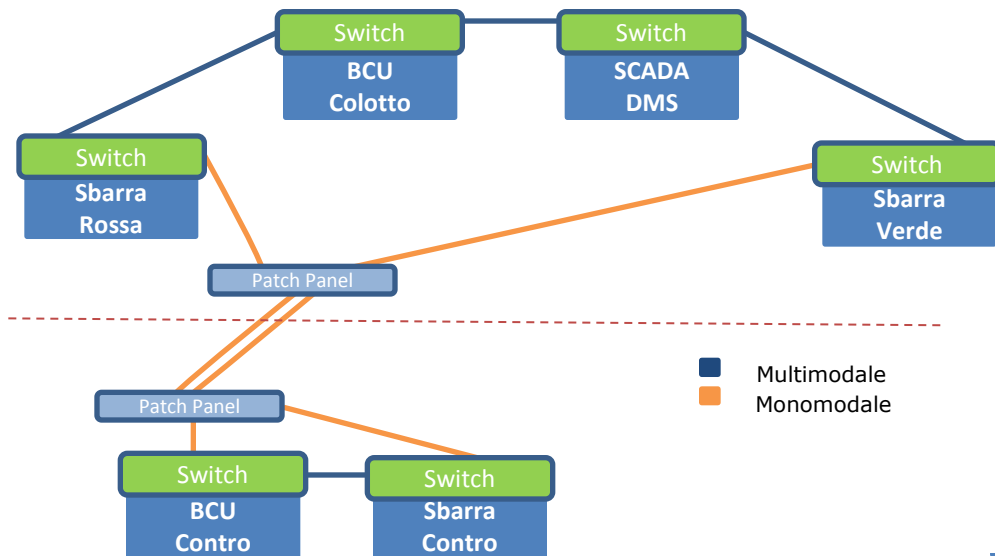 Switch
BCU
Colotto
Switch
SCADA
DMS
Switch
Sbarra
Rossa
Switch
Sbarra
Verde
Patch Panel
Multimodale
Monomodale
Patch Panel
Switch
BCU
Contro
Switch
Sbarra
Contro